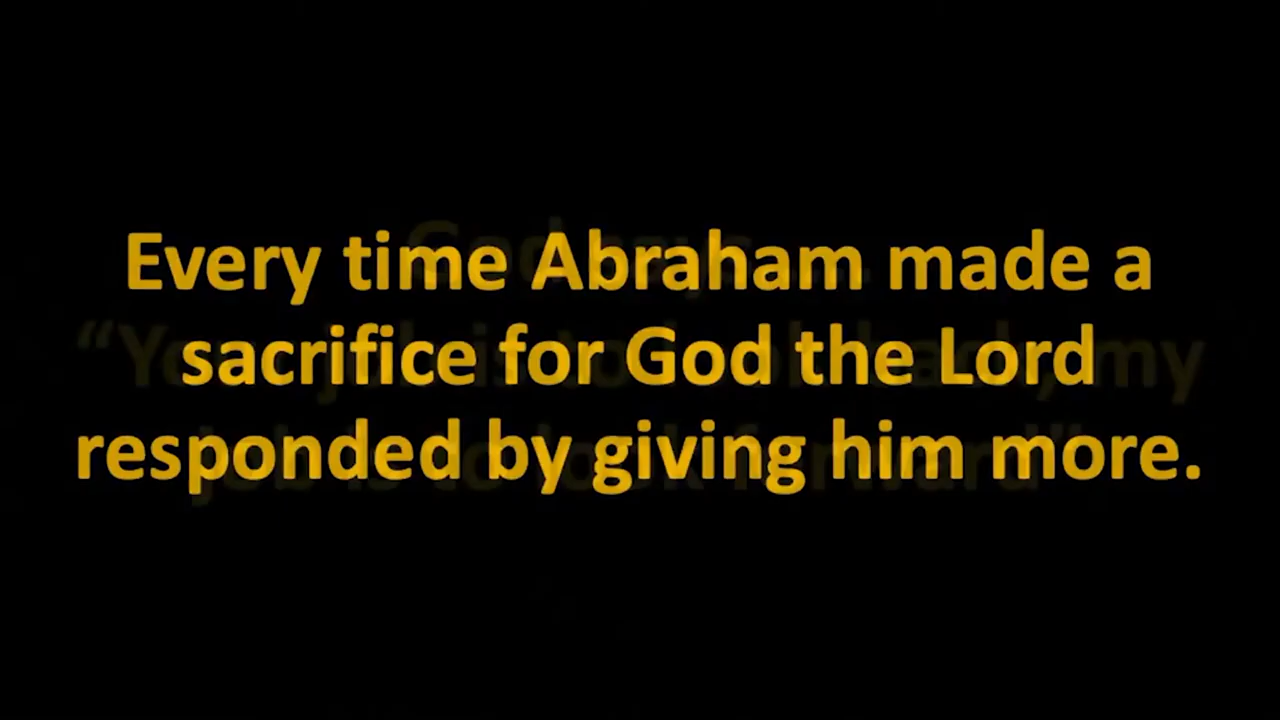 Every time Abraham made a
sacrifice for God the Lord
responded by giving him more.